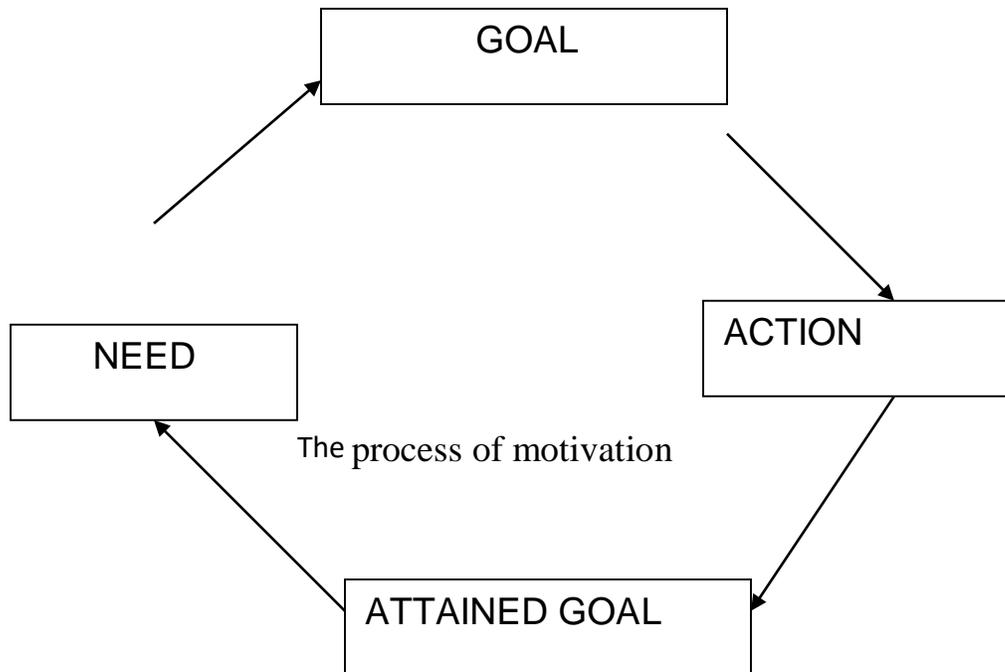 GOAL
NEED
ACTION
The process of motivation
ATTAINED GOAL